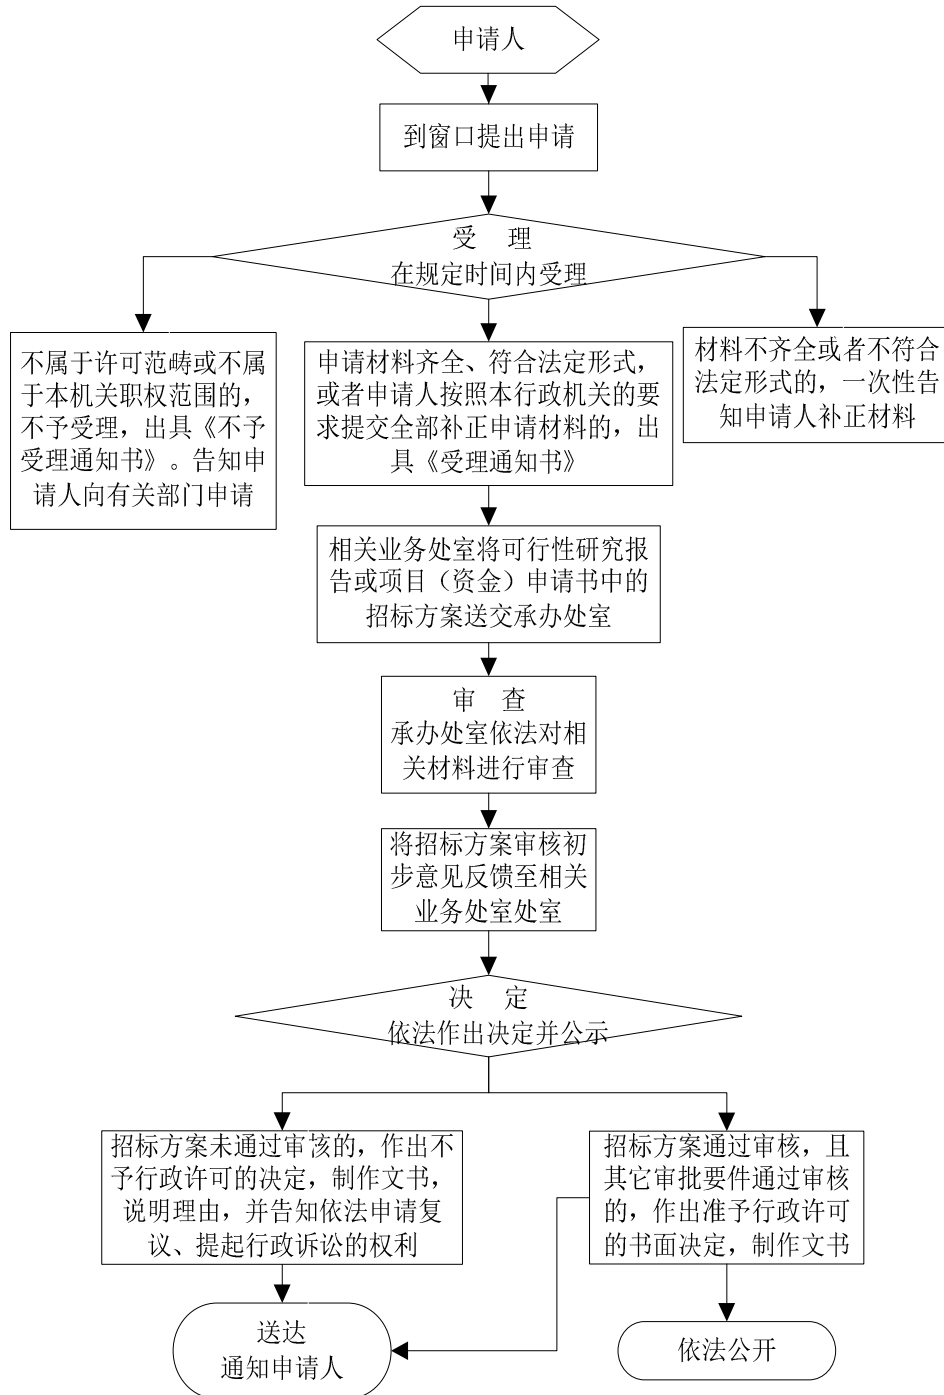 申请人
到窗口提出申请
受 理
在规定时间内受理
不属于许可范畴或不属
于本机关职权范围的，
不予受理，出具《不予
受理通知书》。告知申
请人向有关部门申请
申请材料齐全、符合法定形式，
或者申请人按照本行政机关的要
求提交全部补正申请材料的，出
具《受理通知书》
材料不齐全或者不符合
法定形式的，一次性告
知申请人补正材料
相关业务处室将可行性研究报
告或项目（资金）申请书中的
招标方案送交承办处室
审 查
承办处室依法对相
关材料进行审查
将招标方案审核初
步意见反馈至相关
业务处室处室
决 定
依法作出决定并公示
招标方案未通过审核的，作出不
予行政许可的决定，制作文书，
说明理由，并告知依法申请复
议、提起行政诉讼的权利
招标方案通过审核，且
其它审批要件通过审核
的，作出准予行政许可
的书面决定，制作文书
送达
通知申请人
依法公开